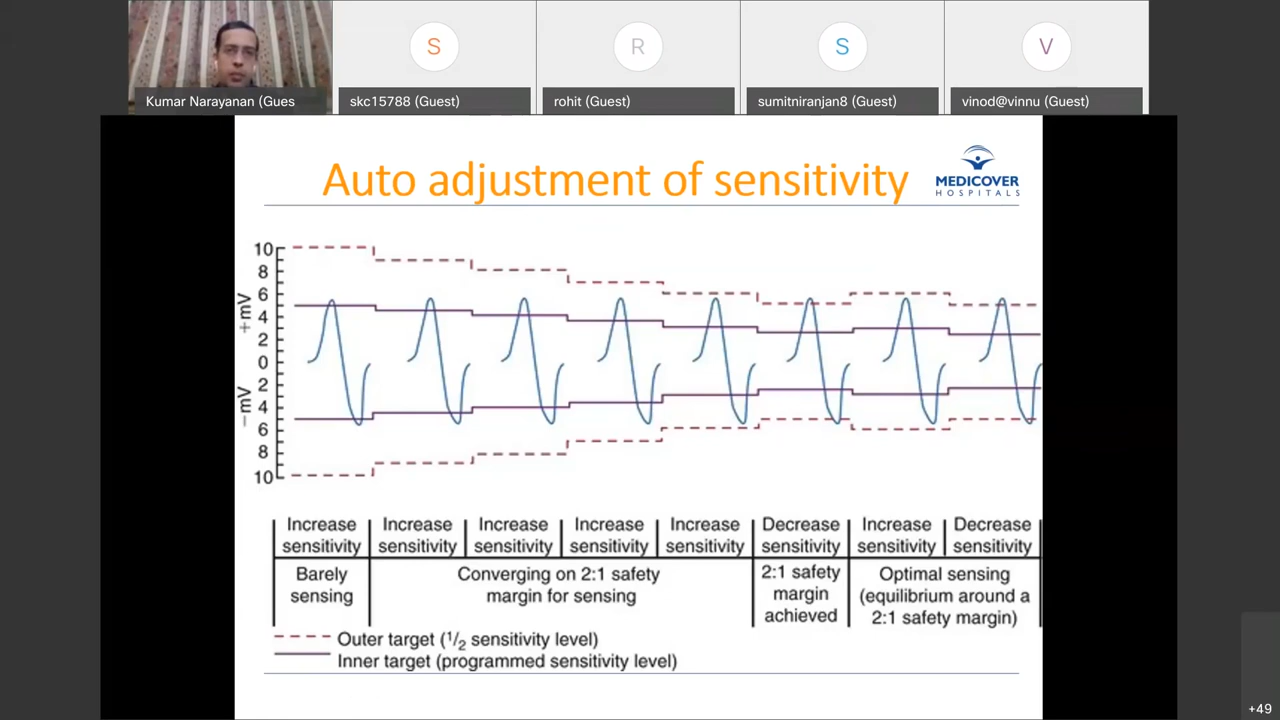 S
R
S
V
Kumar Narayanan (Gues
skc15788 (Guest)
rohit (Guest)
sumitniranjan8 (Guest)
vinod@vinnu (Guest)
Auto adjustment of sensitivity
MEDICOVER
HOSPITALS
10
8
6
4
2
0
2
4
6
8
10
+mV
−mV
Increase sensitivity
Increase sensitivity
Increase sensitivity
Increase sensitivity
Increase sensitivity
Decrease sensitivity
Increase sensitivity
Decrease sensitivity
Barely
sensing
Converging on 2:1 safety
margin for sensing
2:1 safety
margin
achieved
Optimal sensing
(equilibrium around a
2:1 safety margin)
Outer target (1/2 sensitivity level)
Inner target (programmed sensitivity level)
+49